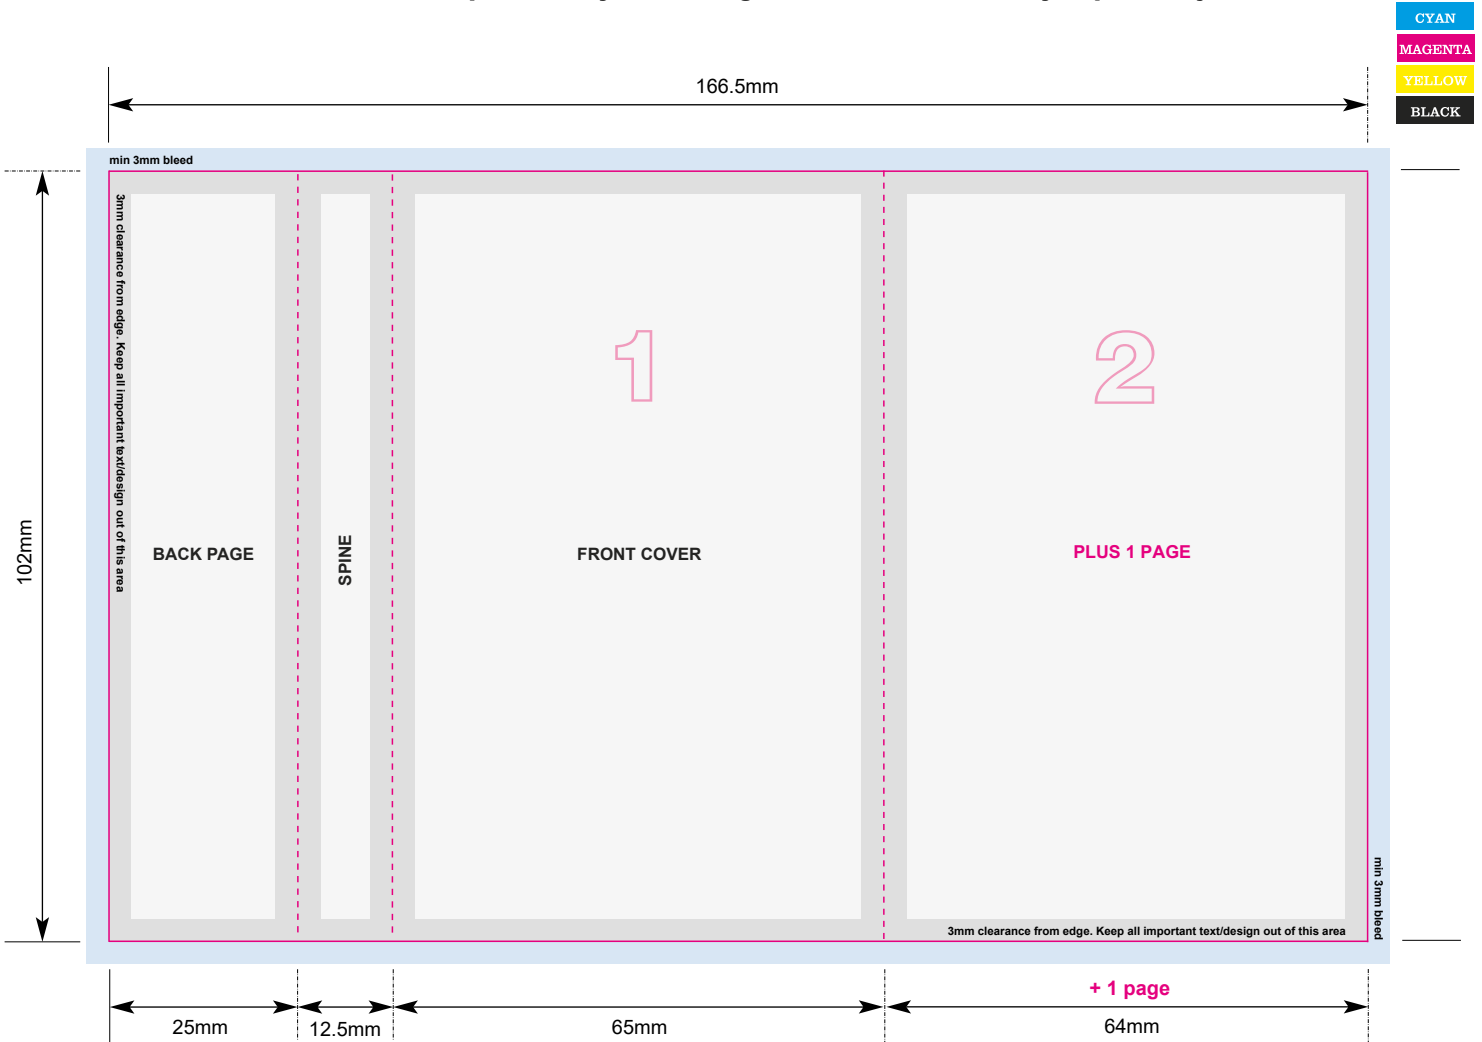 CYAN
MAGENTA
YELLOW
BLACK
166.5mm
min 3mm bleed
3mm clearance from edge. Keep all important text/design out of this area
102mm
1
2
BACK PAGE
SPINE
FRONT COVER
PLUS 1 PAGE
min 3mm bleed
3mm clearance from edge. Keep all important text/design out of this area
+ 1 page
25mm
12.5mm
65mm
64mm